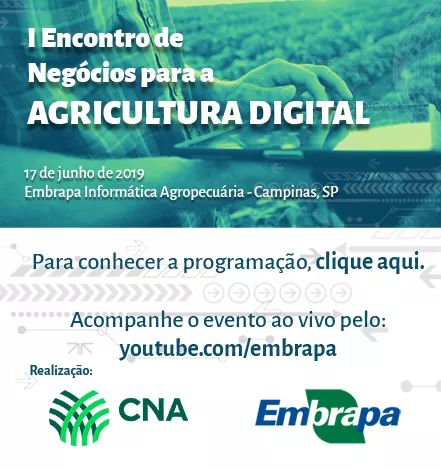 I Encontro de
Negócios para a
AGRICULTURA DIGITAL
17 de junho de 2019
Embrapa Informática Agropecuária - Campinas, SP
Para conhecer a programação, clique aqui.
Acompanhe o evento ao vivo pelo:
youtube.com/embrapa
Realização:
CNA
Embrapa